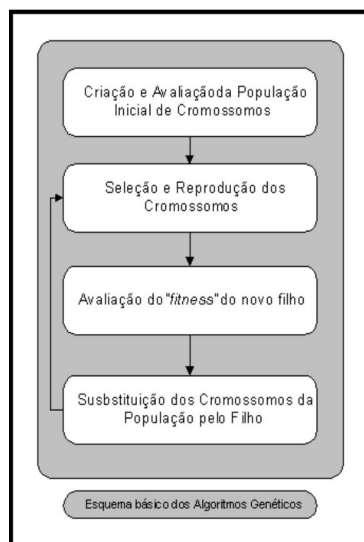 Criação e Avaliaçãoda População
Inicial de Cromossomos
Seleção e Reprodução dos
Cromossomos
Avaliação do "fitness" do novo filho
Susbstituição dos Cromossomos da
População pelo Filho
Esquema básico dos Algoritmos Genéticos